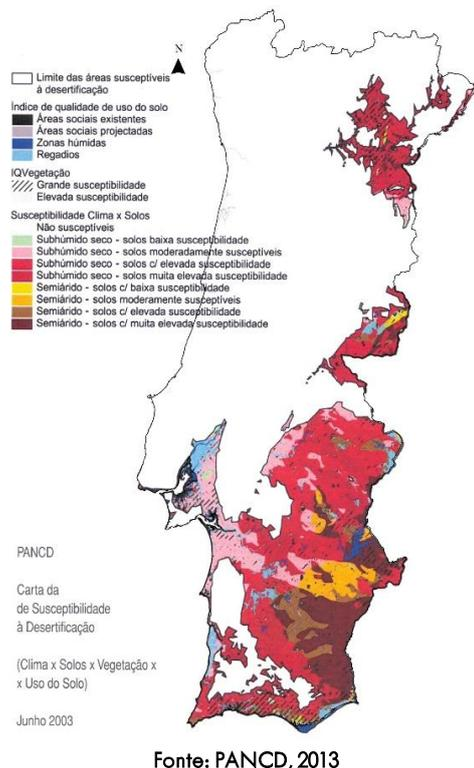 N
Limite das áreas susceptíveis
à desertificação
Índice de qualidade de uso do solo
Áreas sociais existentes
Áreas sociais projectadas
Zonas húmidas
Regadios
IQVegetação
Grande susceptibilidade
Elevada susceptibilidade
Susceptibilidade Clima x Solos
Não susceptíveis
Subhúmido seco - solos baixa susceptibilidade
Subhúmido seco - solos moderadamente susceptíveis
Subhúmido seco - solos c/ elevada susceptibilidade
Subhúmido seco - solos muita elevada susceptibilidade
Semiárido - solos c/ baixa susceptibilidade
Semiárido - solos moderamente susceptíveis
Semiárido - solos c/ elevada susceptibilidade
Semiárido - solos c/ muita elevada susceptibilidade
PANCD
Carta da
de Susceptibilidade
à Desertificação
(Clima x Solos x Vegetação x
x Uso do Solo)
Junho 2003
Fonte: PANCD, 2013